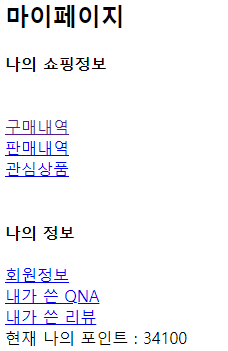 마이페이지
나의 쇼핑정보
구매내역
판매내역
관심상품
나의 정보
회원정보
내가 쓴 QNA
내가 쓴 리뷰
현재 나의 포인트 : 34100